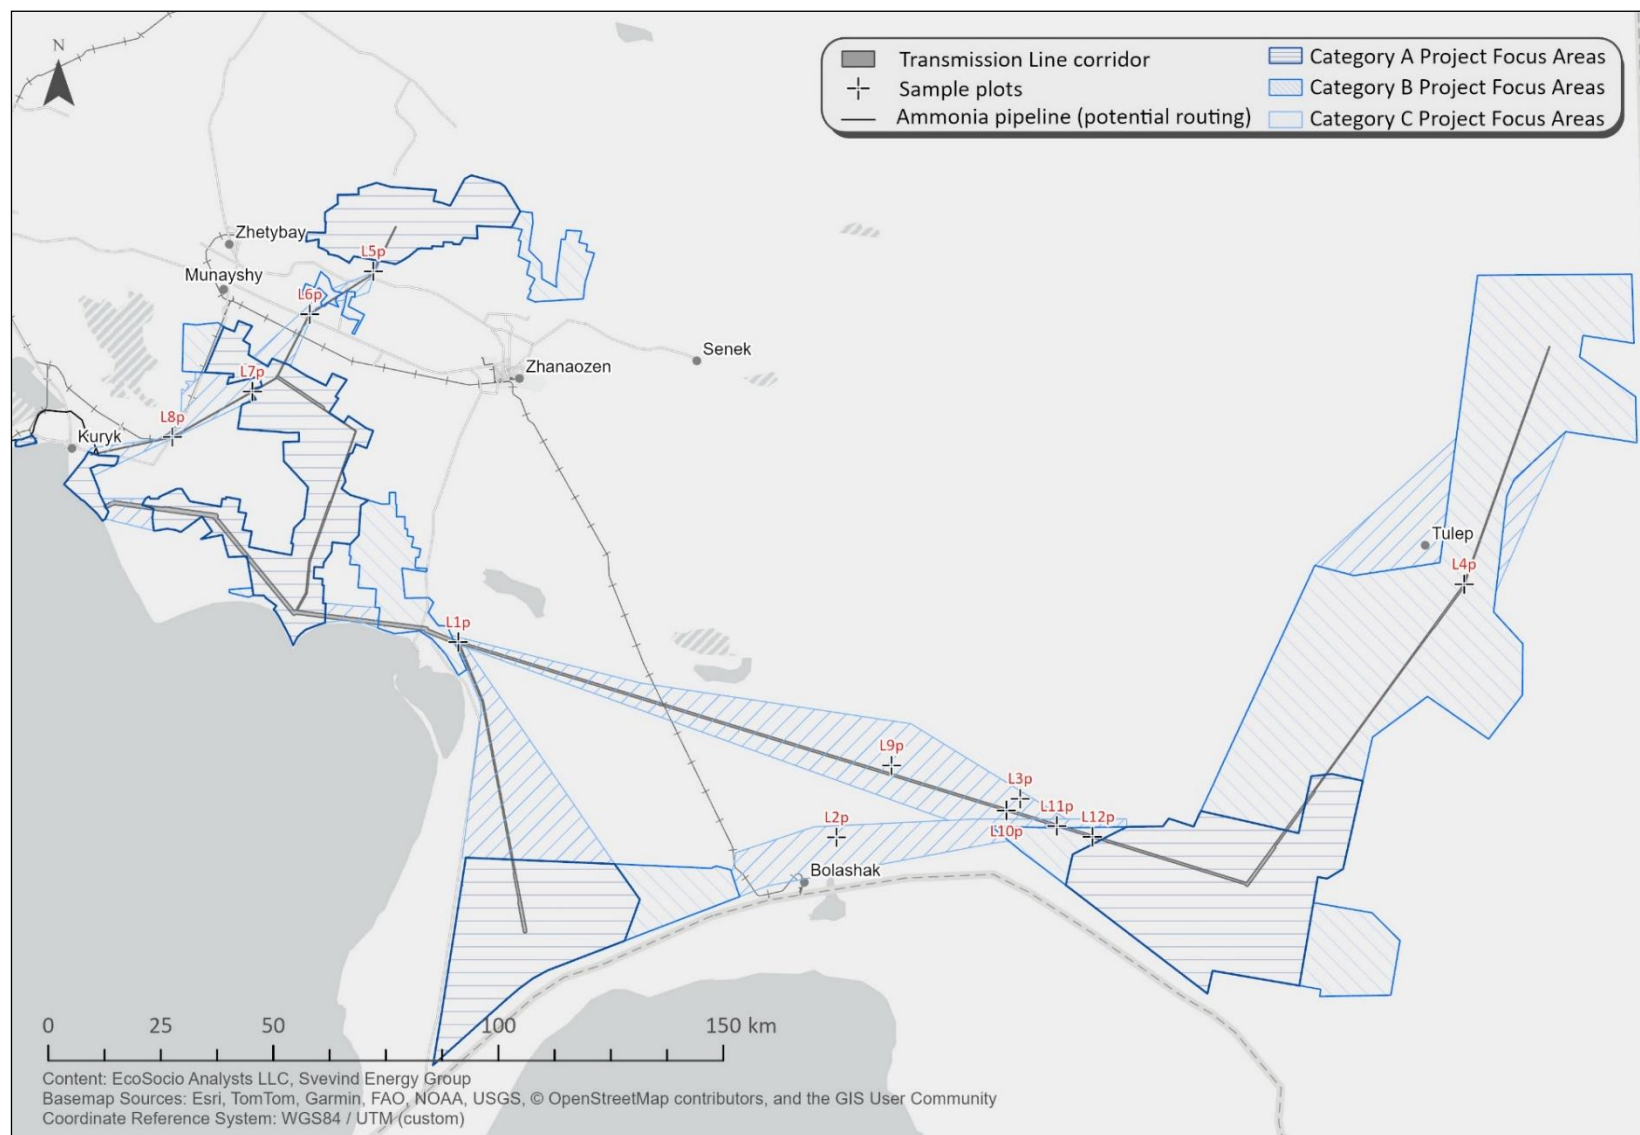 N
Transmission Line corridor
Sample plots
Ammonia pipeline (potential routing)
Category A Project Focus Areas
Category B Project Focus Areas
Category C Project Focus Areas
Zhetybay
L5p
Munayshy
L6p
Senek
Zhanaozen
L7p
L8p
Kuryk
Tulep
L4p
L1p
L9p
L3p
L11p
L2p
L10p
L12p
Bolashak
0 25 50 100 150 km
Content: EcoSocio Analysts LLC, Svevind Energy Group
Basemap Sources: Esri, TomTom, Garmin, FAO, NOAA, USGS, © OpenStreetMap contributors, and the GIS User Community
Coordinate Reference System: WGS84 / UTM (custom)